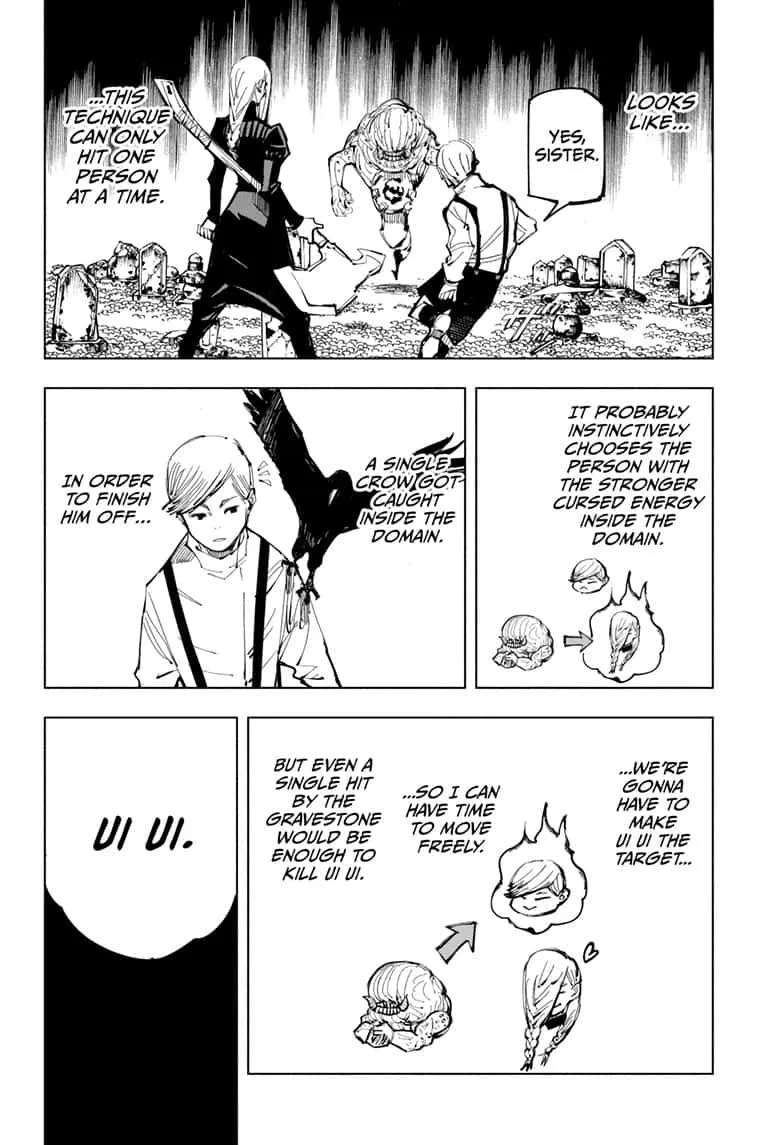 LOOKS
LIKE...
YES,
SISTER.
...THIS
TECHNIQUE
CAN ONLY
HIT ONE
PERSON
AT A TIME.
IT PROBABLY
INSTINCTIVELY
CHOOSES THE
PERSON WITH
THE STRONGER
CURSED ENERGY
INSIDE THE
DOMAIN.
A SINGLE
CROW GOT
CAUGHT
INSIDE THE
DOMAIN.
IN ORDER
TO FINISH
HIM OFF...
...WE'RE
GONNA
HAVE TO
MAKE
UI UI THE
TARGET...
...SO I CAN
HAVE TIME
TO MOVE
FREELY.
BUT EVEN A
SINGLE HIT
BY THE
GRAVESTONE
WOULD BE
ENOUGH TO
KILL UI UI.
UI UI.